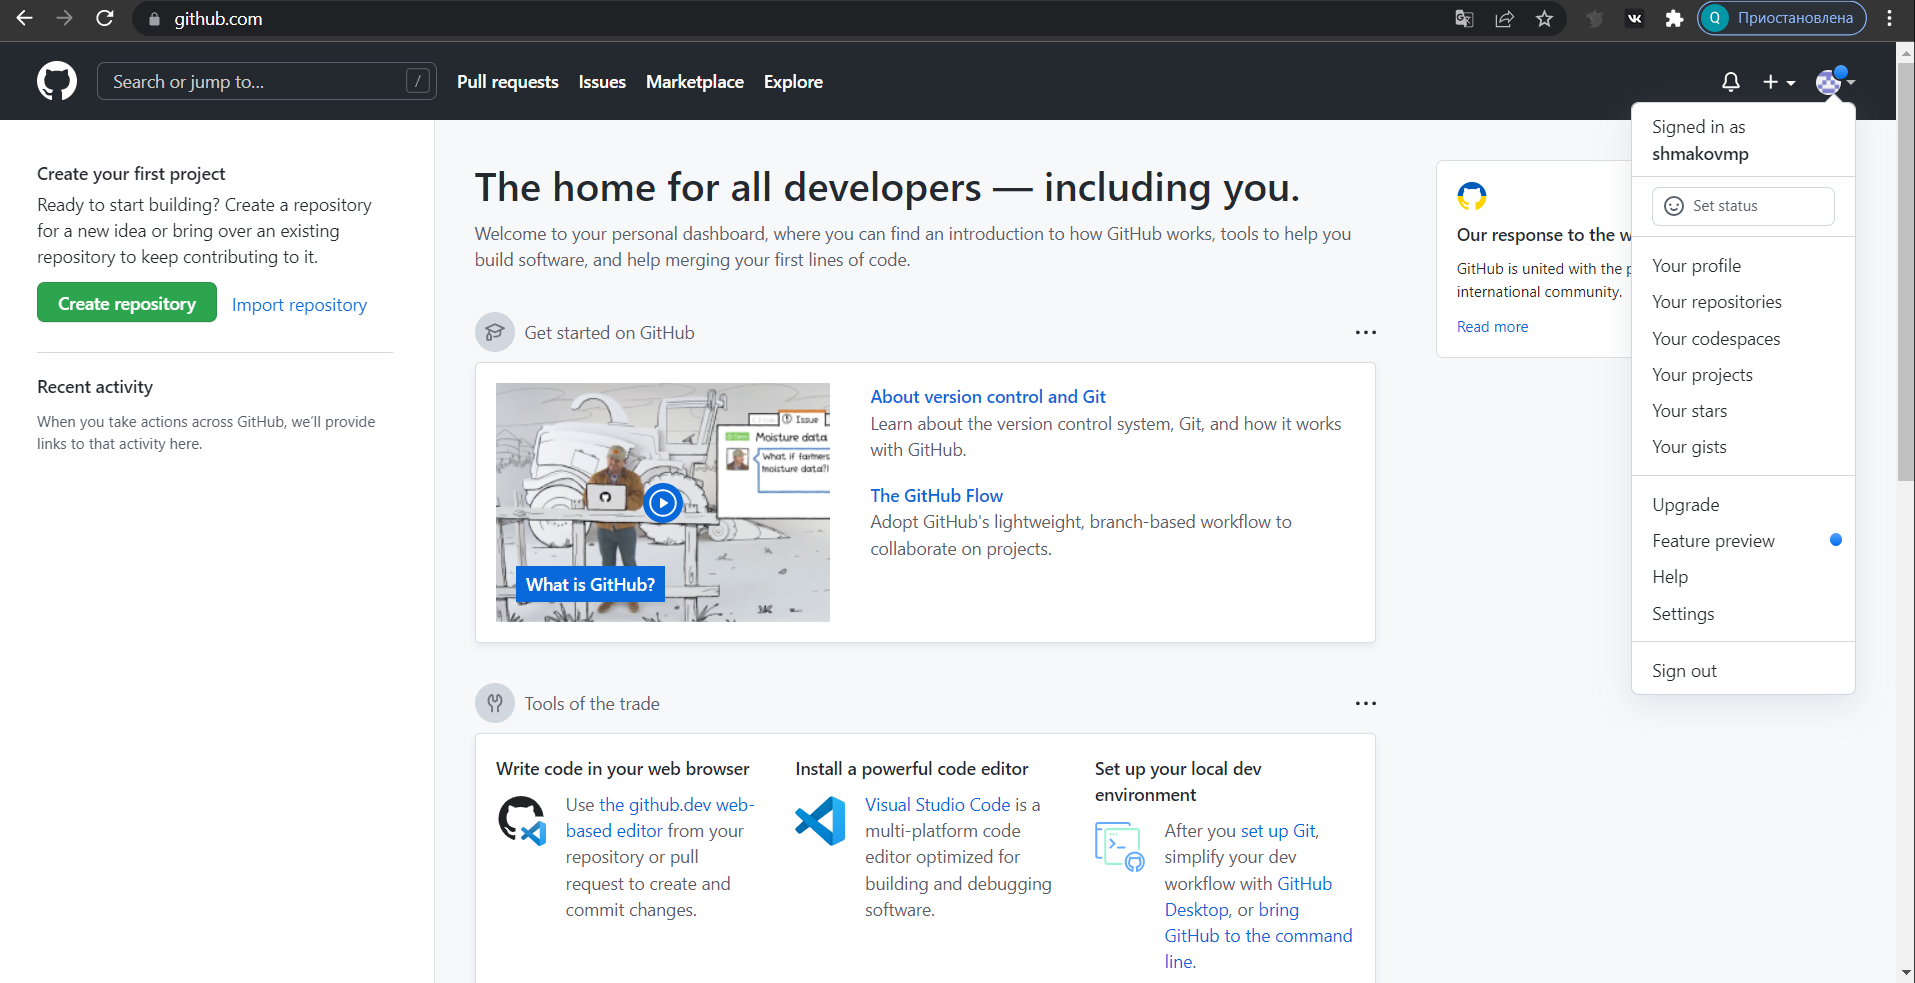 github.com
Приостановлена
Q
Search or jump to...
/
Pull requests
Issues
Marketplace
Explore
Signed in as
shmakovmp
Set status
Your profile
Your repositories
Your codespaces
Your projects
Your stars
Your gists
Upgrade
Feature preview
Help
Settings
Sign out
Create your first project
Ready to start building? Create a repository
for a new idea or bring over an existing
repository to keep contributing to it.
Create repository
Import repository
Recent activity
When you take actions across GitHub, we’ll provide
links to that activity here.
The home for all developers — including you.
Welcome to your personal dashboard, where you can find an introduction to how GitHub works, tools to help you
build software, and help merging your first lines of code.
Our response to the w
GitHub is united with the p
international community.
Read more
Get started on GitHub
Issue
Open
Moisture data
What if farmers
moisture data?!
What is GitHub?
About version control and Git
Learn about the version control system, Git, and how it works
with GitHub.
The GitHub Flow
Adopt GitHub's lightweight, branch-based workflow to
collaborate on projects.
Tools of the trade
Write code in your web browser
Use the github.dev web-
based editor from your
repository or pull
request to create and
commit changes.
Install a powerful code editor
Visual Studio Code is a
multi-platform code
editor optimized for
building and debugging
software.
Set up your local dev
environment
After you set up Git,
simplify your dev
workflow with GitHub
Desktop, or bring
GitHub to the command
line.